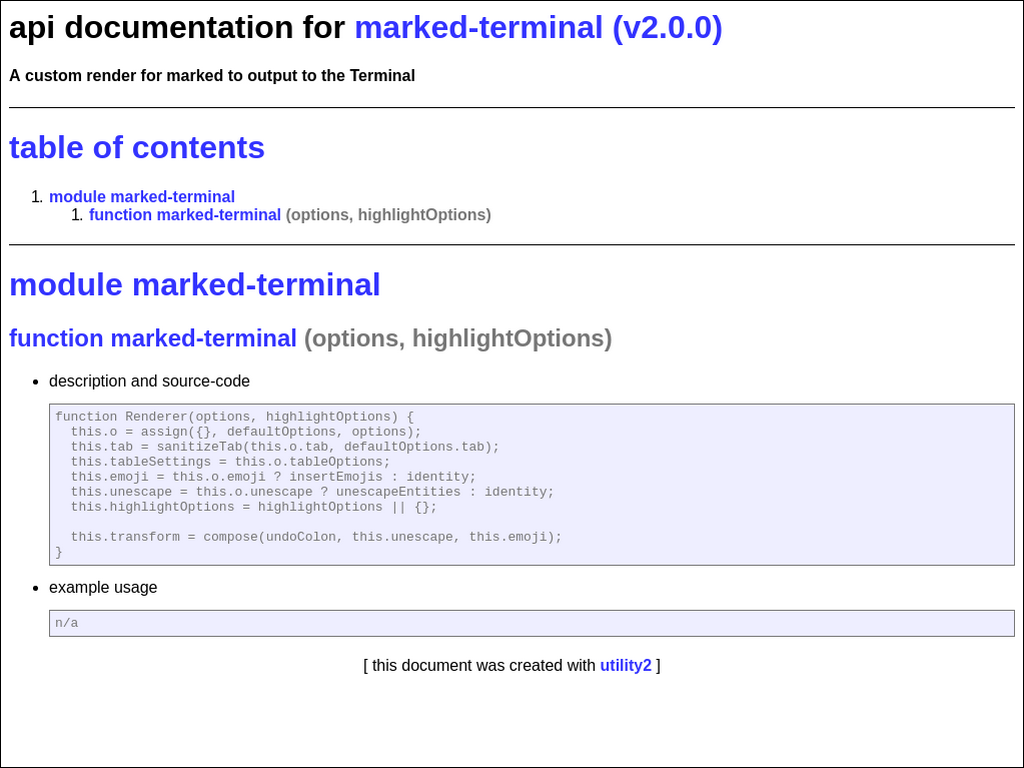 api documentation for marked-terminal (v2.0.0)
A custom render for marked to output to the Terminal
table of contents
1. module marked-terminal
1. function marked-terminal (options, highlightOptions)
module marked-terminal
function marked-terminal (options, highlightOptions)
• description and source-code
function Renderer(options, highlightOptions) {
  this.o = assign({}, defaultOptions, options);
  this.tab = sanitizeTab(this.o.tab, defaultOptions.tab);
  this.tableSettings = this.o.tableOptions;
  this.emoji = this.o.emoji ? insertEmojis : identity;
  this.unescape = this.o.unescape ? unescapeEntities : identity;
  this.highlightOptions = highlightOptions || {};
  this.transform = compose(undoColon, this.unescape, this.emoji);
}
• example usage
n/a
[ this document was created with utility2 ]